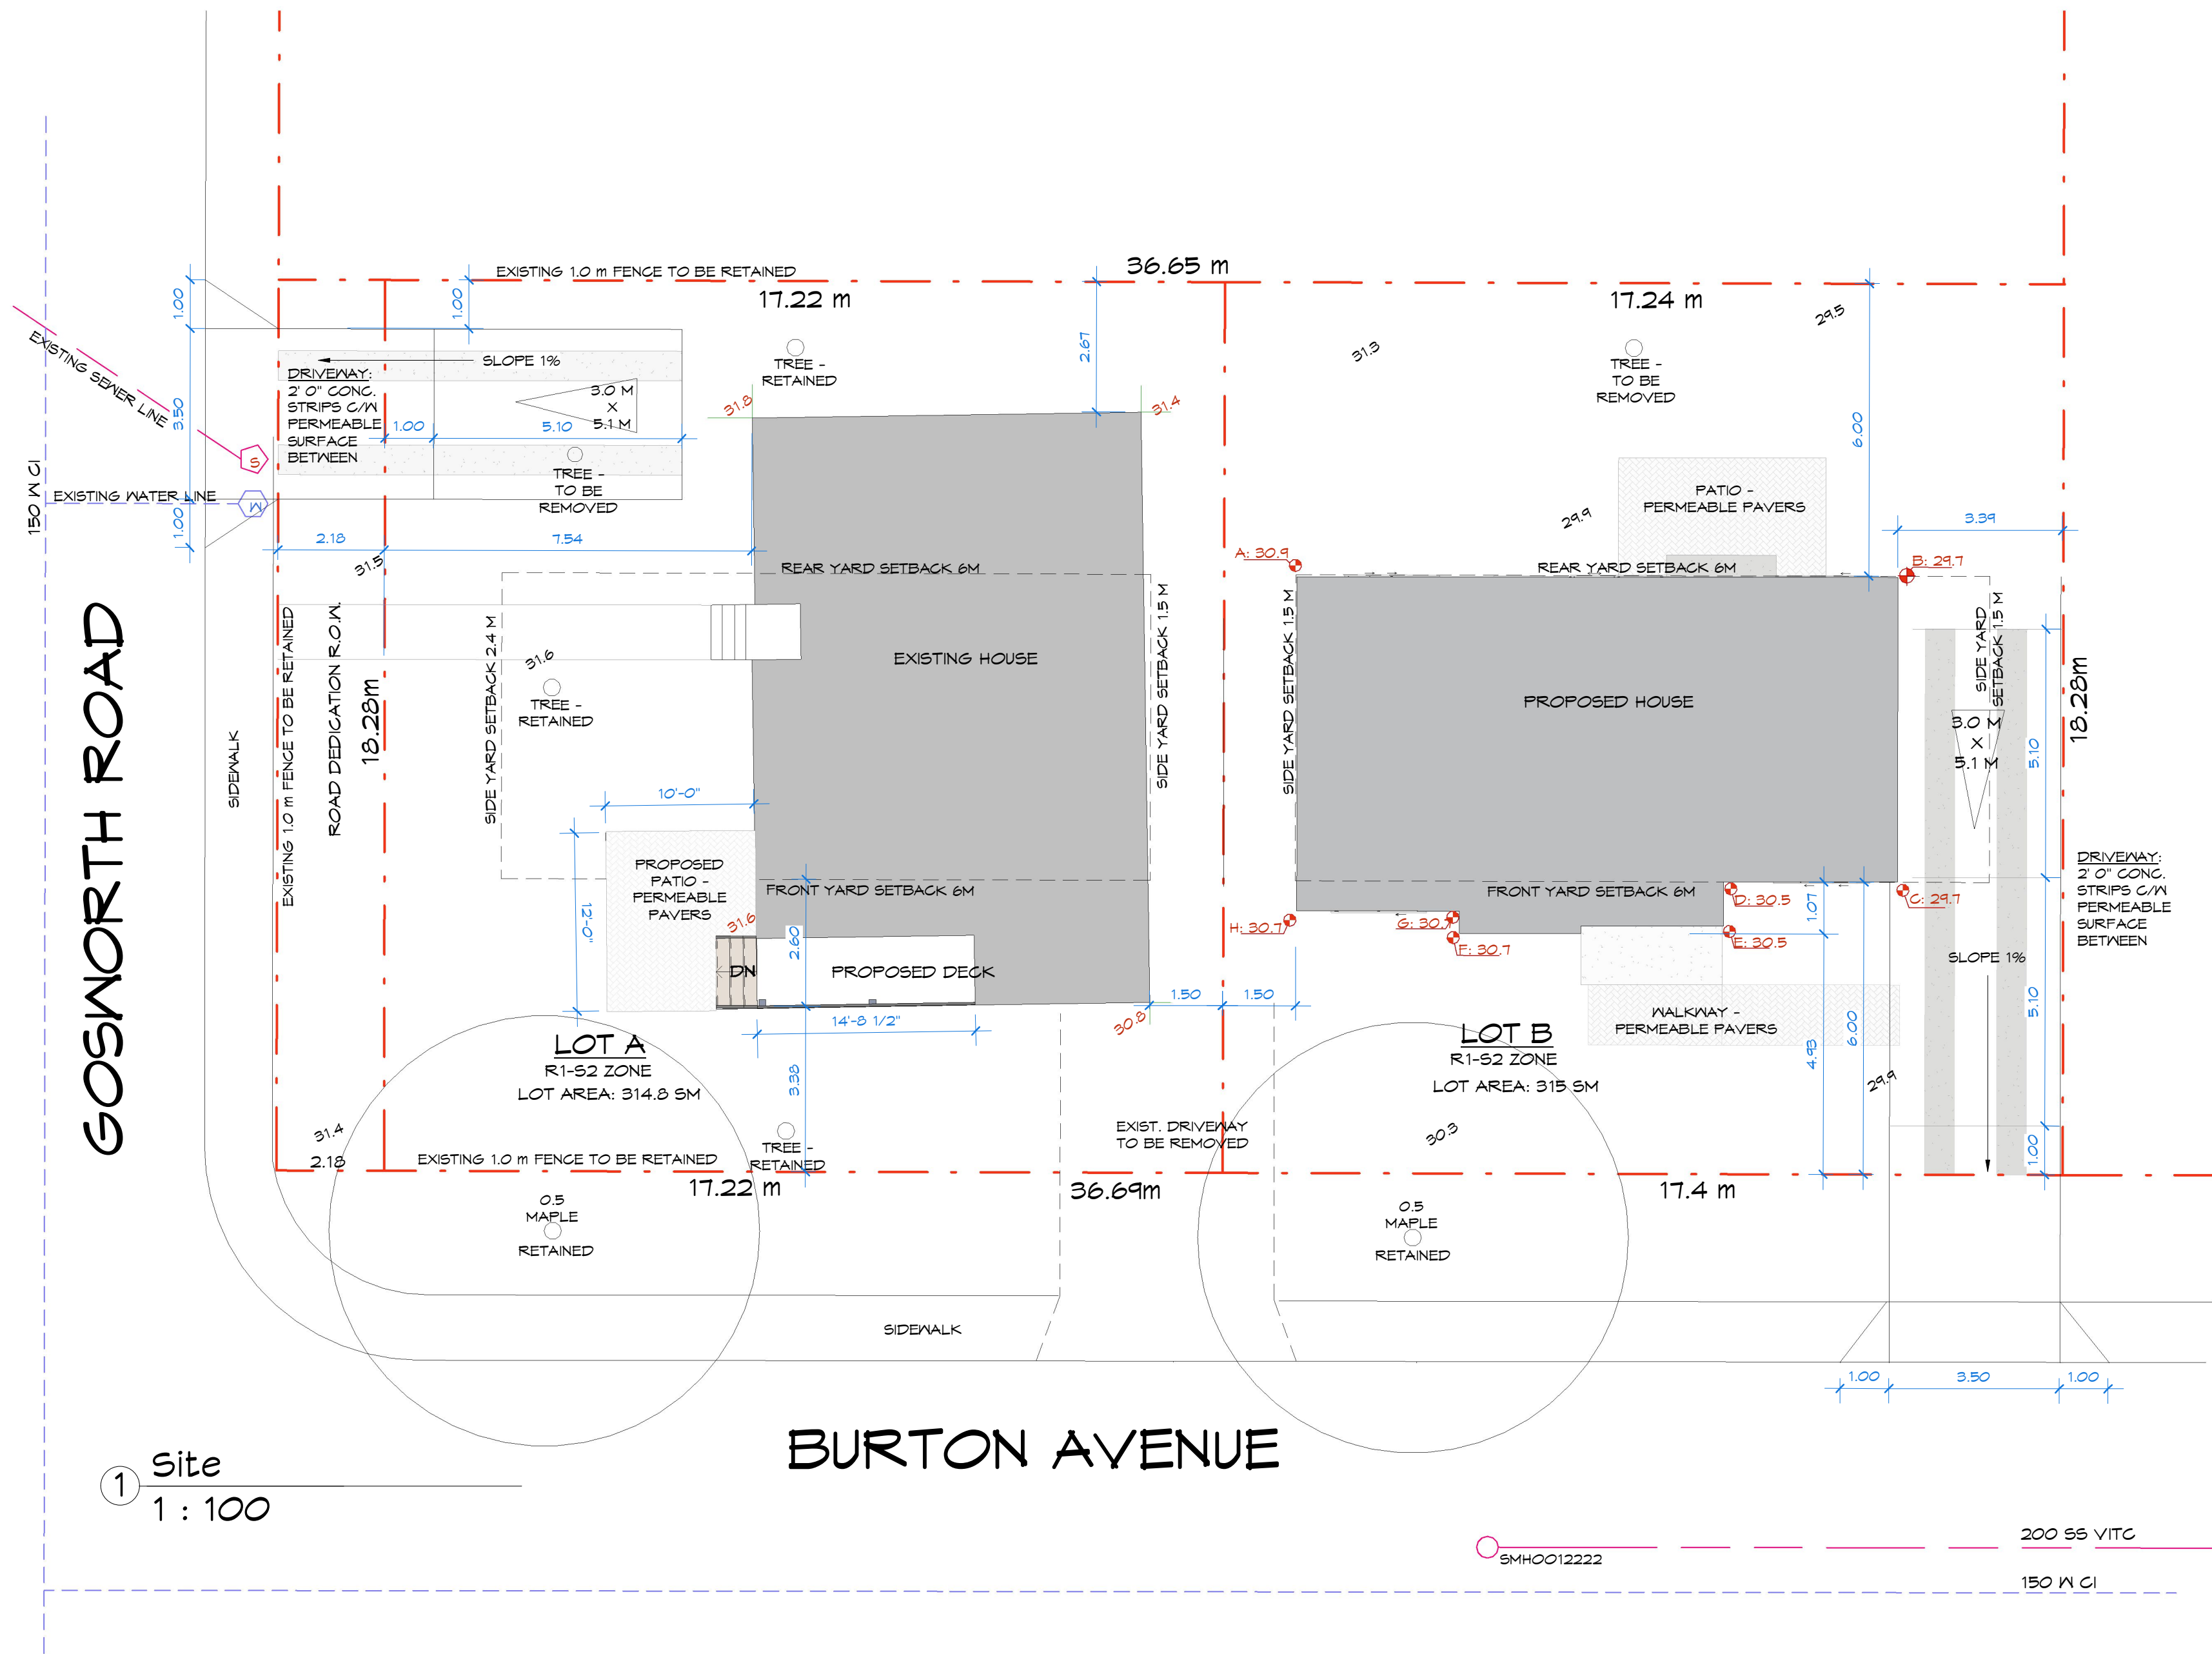 EXISTING 1.0 m FENCE TO BE RETAINED
36.65 m
17.22 m
17.24 m
1.00
1.00
2.67
29.5
31.3
EXISTING SEWER LINE
3.50
SLOPE 1%
DRIVEWAY:
2' 0" CONC.
STRIPS C/W
PERMEABLE
SURFACE
BETWEEN
3.0 M
X
5.1 M
1.00
5.10
TREE -
RETAINED
TREE -
TO BE
REMOVED
31.8
31.4
6.00
S
150 W CI
EXISTING WATER LINE
W
1.00
TREE -
TO BE
REMOVED
PATIO -
PERMEABLE PAVERS
29.9
3.39
2.18
7.54
31.5
REAR YARD SETBACK 6M
A: 30.9
REAR YARD SETBACK 6M
B: 29.7
GOSWORTH ROAD
SIDEWALK
EXISTING 1.0 m FENCE TO BE RETAINED
ROAD DEDICATION R.O.W.
18.28m
SIDE YARD SETBACK 2.4 M
31.6
TREE -
RETAINED
EXISTING HOUSE
SIDE YARD SETBACK 1.5 M
SIDE YARD SETBACK 1.5 M
PROPOSED HOUSE
SIDE YARD
SETBACK 1.5 M
3.0 M
X
5.1 M
5.10
18.28m
10'-0"
12'-0"
PROPOSED
PATIO -
PERMEABLE
PAVERS
31.6
FRONT YARD SETBACK 6M
2.60
DN
PROPOSED DECK
14'-8 1/2"
30.8
1.50
1.50
FRONT YARD SETBACK 6M
H: 30.7
G: 30.7
F: 30.7
D: 30.5
E: 30.5
C: 29.7
1.07
DRIVEWAY:
2' 0" CONC.
STRIPS C/W
PERMEABLE
SURFACE
BETWEEN
SLOPE 1%
5.10
WALKWAY -
PERMEABLE PAVERS
4.93
6.00
29.9
LOT A
R1-S2 ZONE
LOT AREA: 314.8 SM
3.38
LOT B
R1-S2 ZONE
LOT AREA: 315 SM
30.3
31.4
2.18
EXISTING 1.0 m FENCE TO BE RETAINED
TREE -
RETAINED
EXIST. DRIVEWAY
TO BE REMOVED
1.00
17.22 m
36.69m
17.4 m
0.5
MAPLE
RETAINED
0.5
MAPLE
RETAINED
SIDEWALK
1.00
3.50
1.00
BURTON AVENUE
1
Site
1 : 100
200 SS VITC
SMH0012222
150 W CI